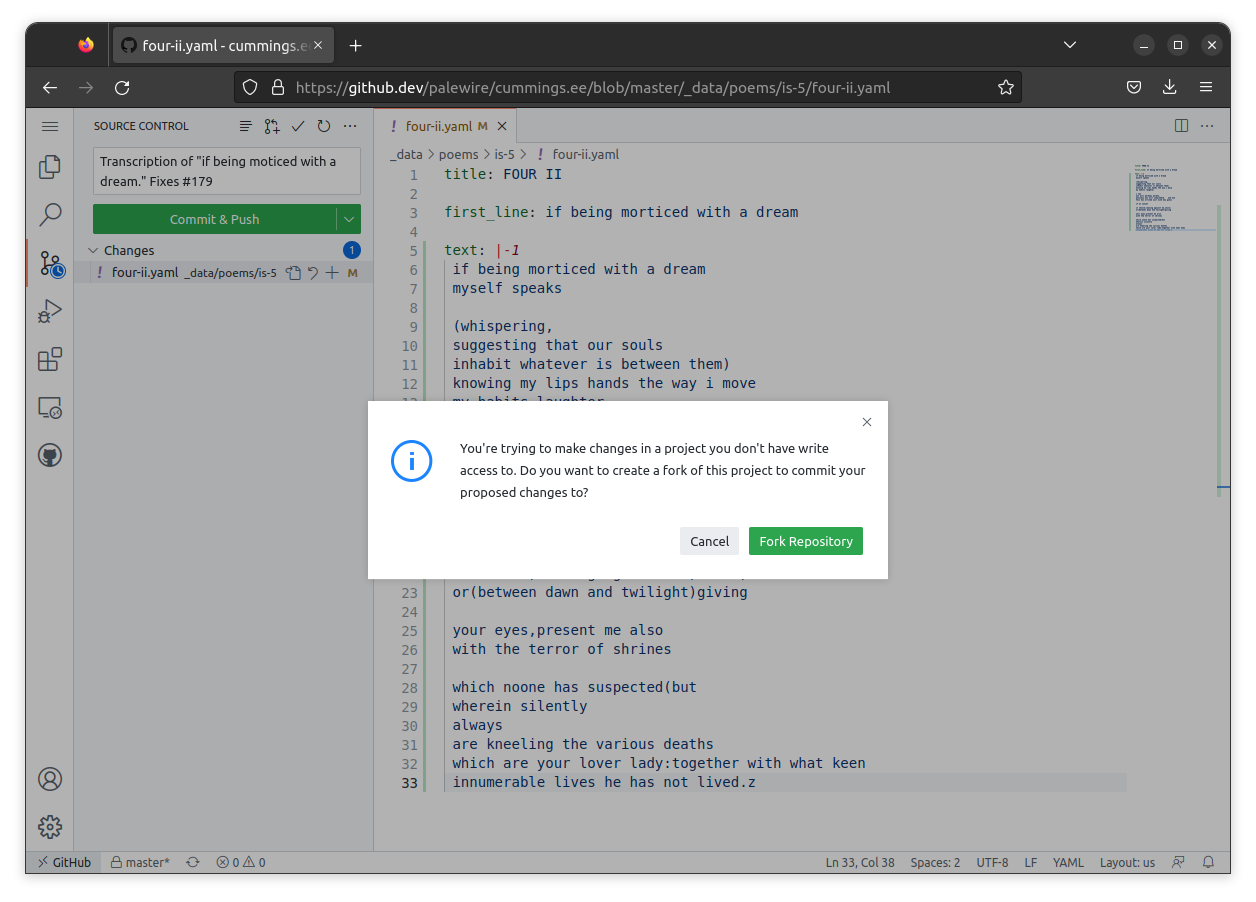 four-ii.yaml - cummings.e
https://github.dev/palewire/cummings.ee/blob/master/_data/poems/is-5/four-ii.yaml
SOURCE CONTROL
Transcription of "if being moticed with a
dream." Fixes #179
Commit & Push
Changes 1
! four-ii.yaml _data/poems/is-5 M
! four-ii.yaml M
_data > poems > is-5 > ! four-ii.yaml
1 title: FOUR II
2
3 first_line: if being morticed with a dream
4
5 text: |-1
6 if being morticed with a dream
7 myself speaks
8
9 (whispering,
10 suggesting that our souls
11 inhabit whatever is between them)
12 knowing my lips hands the way i move
my habits laughter
You're trying to make changes in a project you don't have write
access to. Do you want to create a fork of this project to commit your
proposed changes to?
Cancel
Fork Repository
23 or(between dawn and twilight)giving
24
25 your eyes,present me also
26 with the terror of shrines
27
28 which noone has suspected(but
29 wherein silently
30 always
31 are kneeling the various deaths
32 which are your lover lady:together with what keen
33 innumerable lives he has not lived.z
GitHub master* 0 0 Ln 33, Col 38 Spaces: 2 UTF-8 LF YAML Layout: us